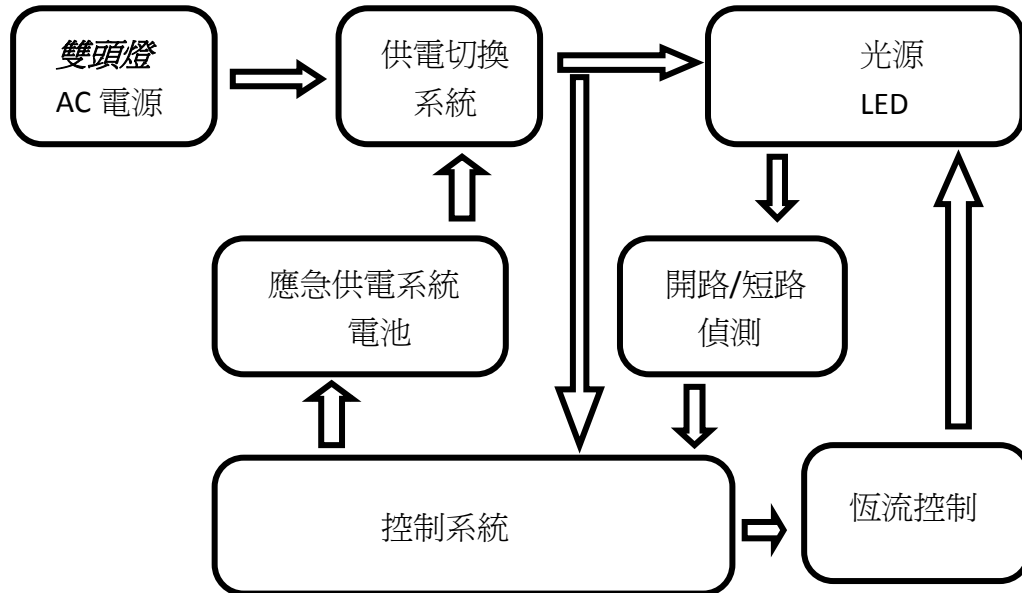 雙頭燈
AC 電源
供電切換
系統
光源
LED
應急供電系統
電池
開路/短路
偵測
控制系統
恆流控制